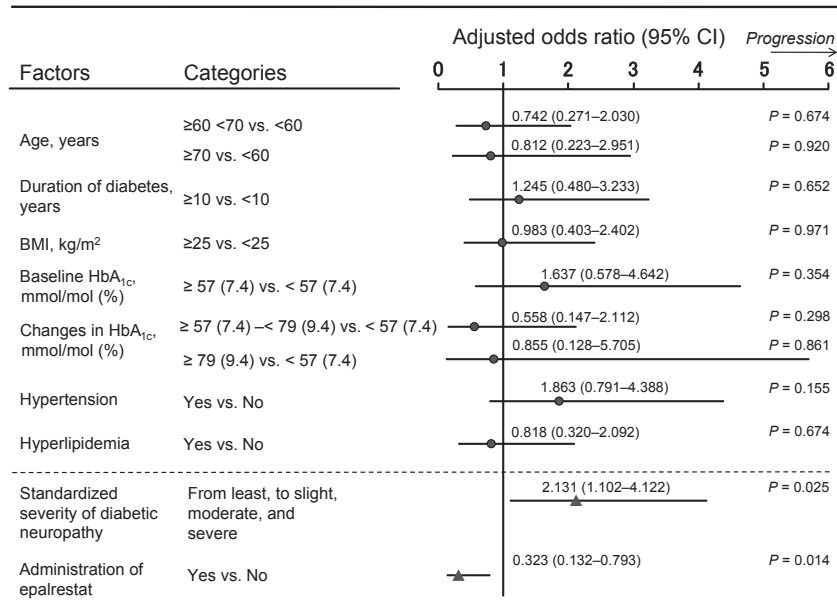 Adjusted odds ratio (95% CI) Progression
Factors Categories 0 1 2 3 4 5 6
Age, years ≥60 <70 vs. <60 0.742 (0.271–2.030) P = 0.674
≥70 vs. <60 0.812 (0.223–2.951) P = 0.920
Duration of diabetes,
years ≥10 vs. <10 1.245 (0.480–3.233) P = 0.652
BMI, kg/m² ≥25 vs. <25 0.983 (0.403–2.402) P = 0.971
Baseline HbA1c,
mmol/mol (%) ≥ 57 (7.4) vs. < 57 (7.4) 1.637 (0.578–4.642) P = 0.354
Changes in HbA1c,
mmol/mol (%) ≥ 57 (7.4) –< 79 (9.4) vs. < 57 (7.4) 0.558 (0.147–2.112) P = 0.298
≥ 79 (9.4) vs. < 57 (7.4) 0.855 (0.128–5.705) P = 0.861
Hypertension Yes vs. No 1.863 (0.791–4.388) P = 0.155
Hyperlipidemia Yes vs. No 0.818 (0.320–2.092) P = 0.674
Standardized
severity of diabetic
neuropathy From least, to slight,
moderate, and
severe 2.131 (1.102–4.122) P = 0.025
Administration of
epalrestat Yes vs. No 0.323 (0.132–0.793) P = 0.014